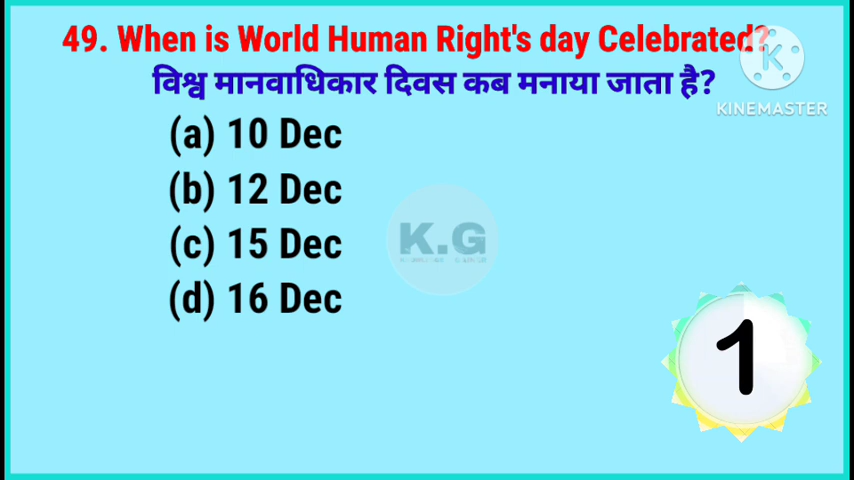 49. When is World Human Right's day Celebrated?
विश्व मानवाधिकार दिवस कब मनाया जाता है?
(a) 10 Dec
(b) 12 Dec
(c) 15 Dec
(d) 16 Dec
K.G
K
KINEMASTER
1